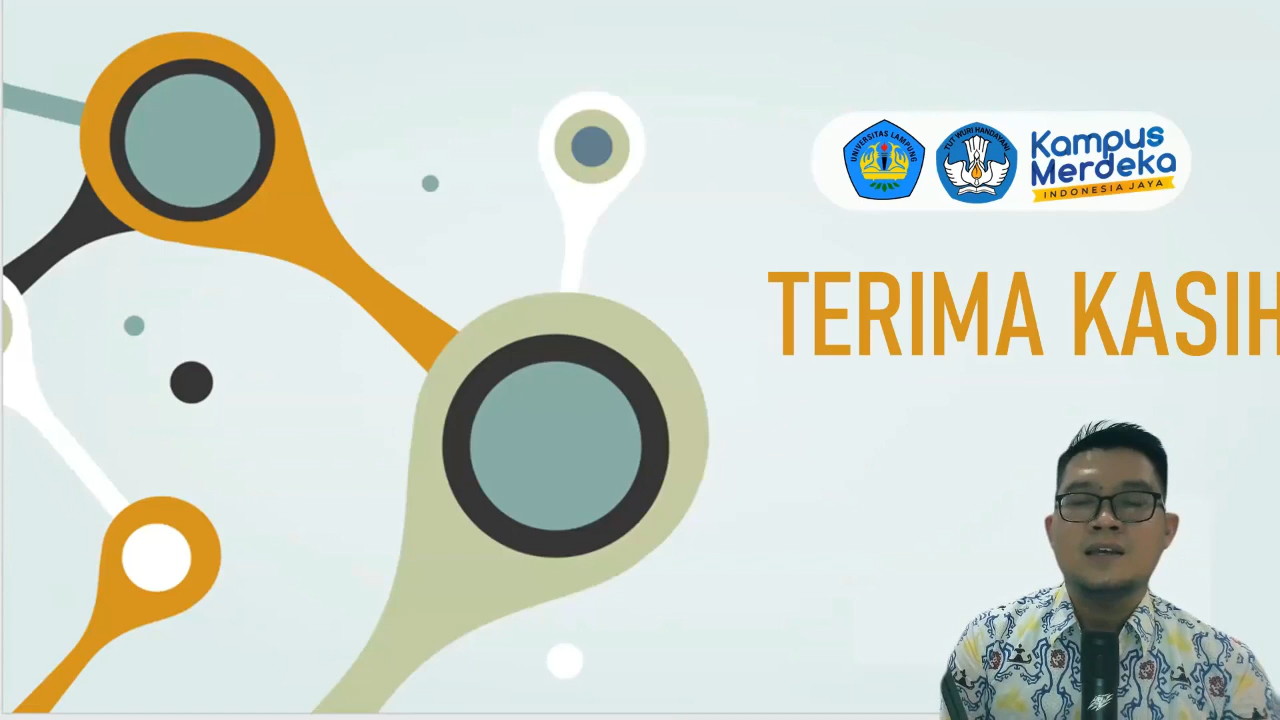 UNIVERSITAS LAMPUNG
TUT WURI HANDAYANI
Kampus
Merdeka
INDONESIA JAYA
TERIMA KASIH